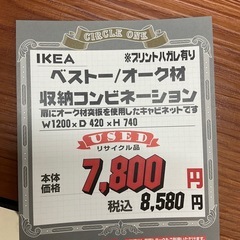 CIRCLE ONE
IKEA ※プリントハガレ有り
ベストー/オーク材
収納コンビネーション
扉にオーク材突板を使用したキャビネットです
W1200×D 420×H 740
USED
リサイクル品
本体価格 7,800 円
税込 8,580 円